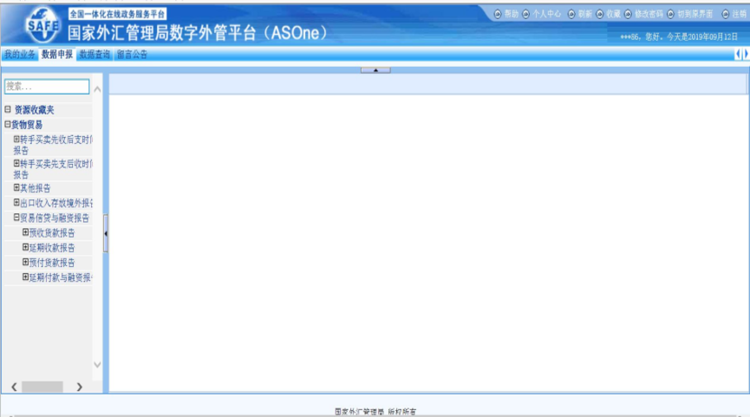 SAFE
全国一体化在线政务服务平台
国家外汇管理局数字外管平台（ASOne）
帮助 个人中心 刷新 收藏 修改密码 切到原界面 注销
***86，您好，今天是2019年09月12日
我的业务 数据申报 数据查询 留言公告
搜索...
资源收藏夹
货物贸易
转手买卖先收后支时间
报告
转手买卖先支后收时间
报告
其他报告
出口收入存放境外报告
贸易信贷与融资报告
预收货款报告
延期收款报告
预付货款报告
延期付款与融资报
国家外汇管理局 版权所有